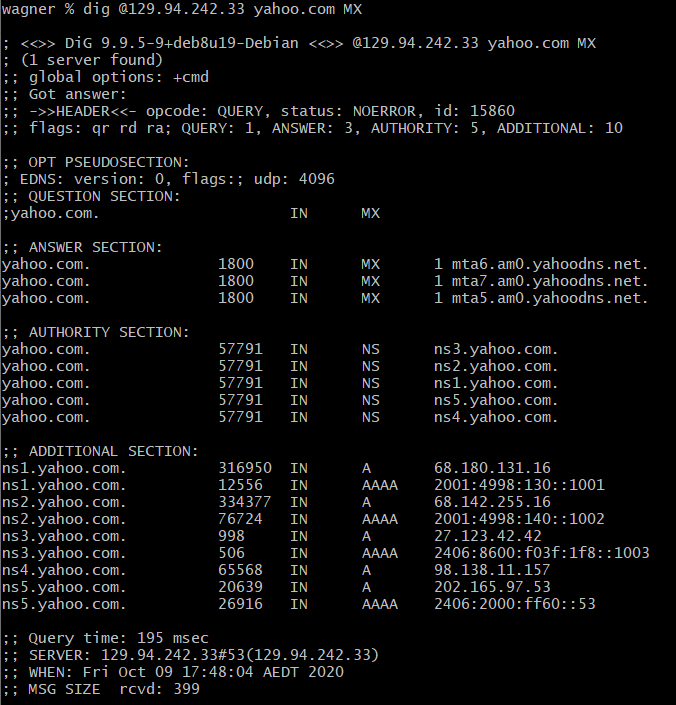 wagner % dig @129.94.242.33 yahoo.com MX
; <<>> DiG 9.9.5-9+deb8u19-Debian <<>> @129.94.242.33 yahoo.com MX
; (1 server found)
;; global options: +cmd
;; Got answer:
;; ->>HEADER<<- opcode: QUERY, status: NOERROR, id: 15860
;; flags: qr rd ra; QUERY: 1, ANSWER: 3, AUTHORITY: 5, ADDITIONAL: 10
;; OPT PSEUDOSECTION:
; EDNS: version: 0, flags:; udp: 4096
;; QUESTION SECTION:
;yahoo.com. IN MX
;; ANSWER SECTION:
yahoo.com. 1800 IN MX 1 mta6.am0.yahoodns.net.
yahoo.com. 1800 IN MX 1 mta7.am0.yahoodns.net.
yahoo.com. 1800 IN MX 1 mta5.am0.yahoodns.net.
;; AUTHORITY SECTION:
yahoo.com. 57791 IN NS ns3.yahoo.com.
yahoo.com. 57791 IN NS ns2.yahoo.com.
yahoo.com. 57791 IN NS ns1.yahoo.com.
yahoo.com. 57791 IN NS ns5.yahoo.com.
yahoo.com. 57791 IN NS ns4.yahoo.com.
;; ADDITIONAL SECTION:
ns1.yahoo.com. 316950 IN A 68.180.131.16
ns1.yahoo.com. 12556 IN AAAA 2001:4998:130::1001
ns2.yahoo.com. 334377 IN A 68.142.255.16
ns2.yahoo.com. 76724 IN AAAA 2001:4998:140::1002
ns3.yahoo.com. 998 IN A 27.123.42.42
ns3.yahoo.com. 506 IN AAAA 2406:8600:f03f:1f8::1003
ns4.yahoo.com. 65568 IN A 98.138.11.157
ns5.yahoo.com. 20639 IN A 202.165.97.53
ns5.yahoo.com. 26916 IN AAAA 2406:2000:ff60::53
;; Query time: 195 msec
;; SERVER: 129.94.242.33#53(129.94.242.33)
;; WHEN: Fri Oct 09 17:48:04 AEDT 2020
;; MSG SIZE rcvd: 399